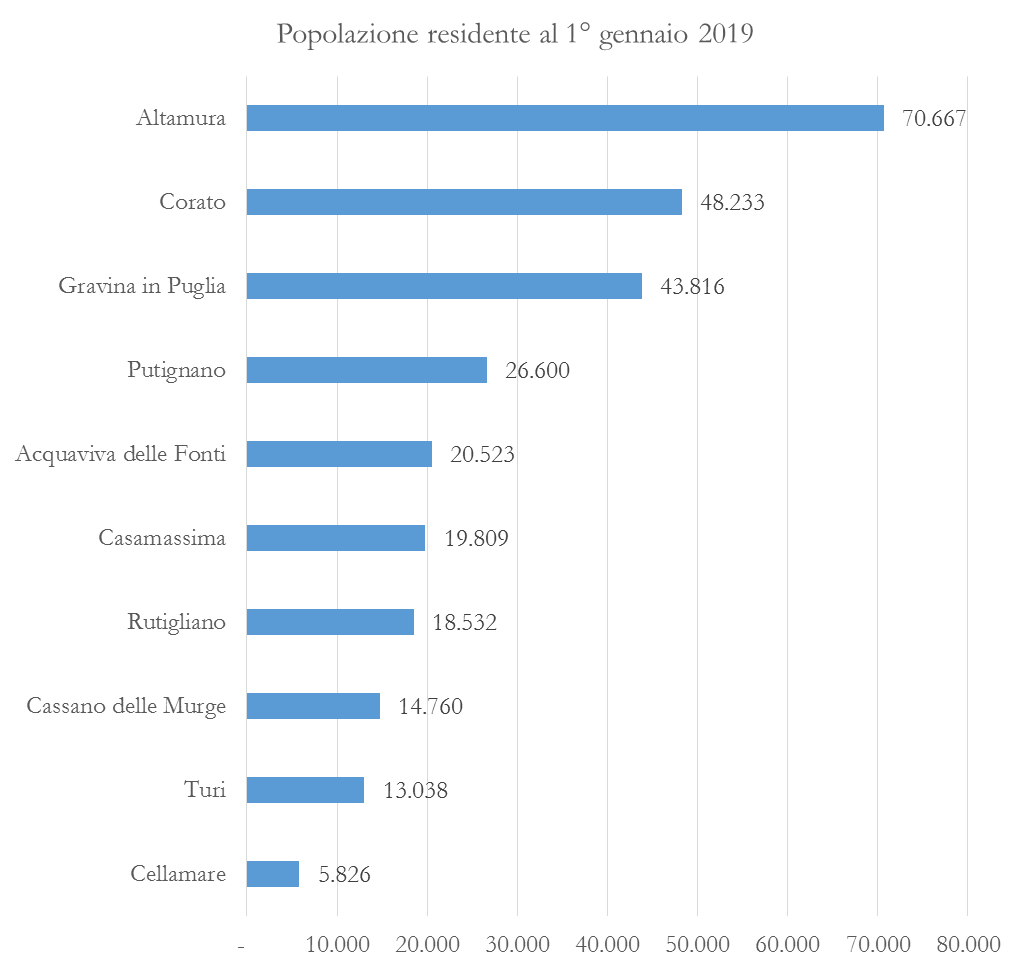 Popolazione residente al 1° gennaio 2019
Altamura 70.667
Corato 48.233
Gravina in Puglia 43.816
Putignano 26.600
Acquaviva delle Fonti 20.523
Casamassima 19.809
Rutigliano 18.532
Cassano delle Murge 14.760
Turi 13.038
Cellamare 5.826
- 10.000 20.000 30.000 40.000 50.000 60.000 70.000 80.000